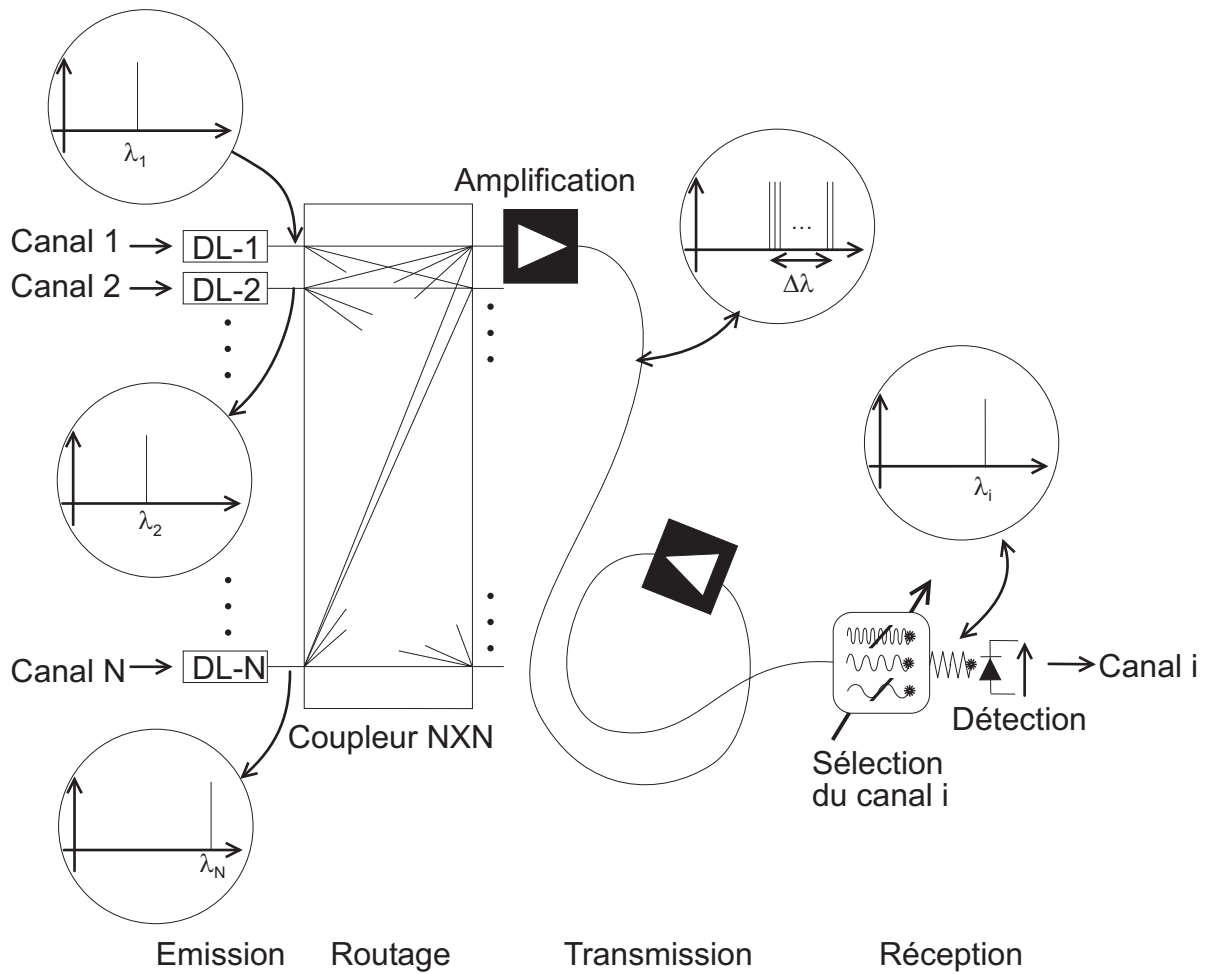 λ1
Amplification
...
Δλ
Canal 1
DL-1
Canal 2
DL-2
λ2
λi
Canal N
DL-N
Coupleur NXN
Canal i
Détection
Sélection
du canal i
λN
Emission
Routage
Transmission
Réception